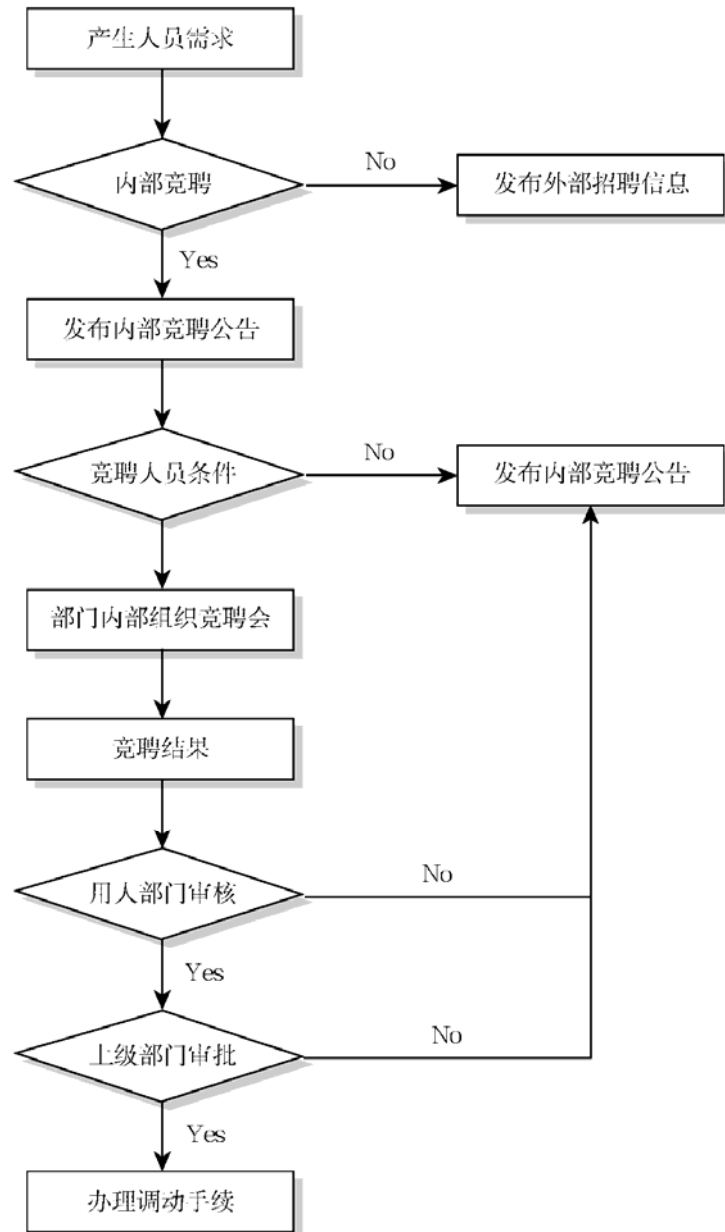 产生人员需求
内部竞聘
No
发布外部招聘信息
Yes
发布内部竞聘公告
竞聘人员条件
No
发布内部竞聘公告
部门内部组织竞聘会
竞聘结果
用人部门审核
No
Yes
上级部门审批
No
Yes
办理调动手续